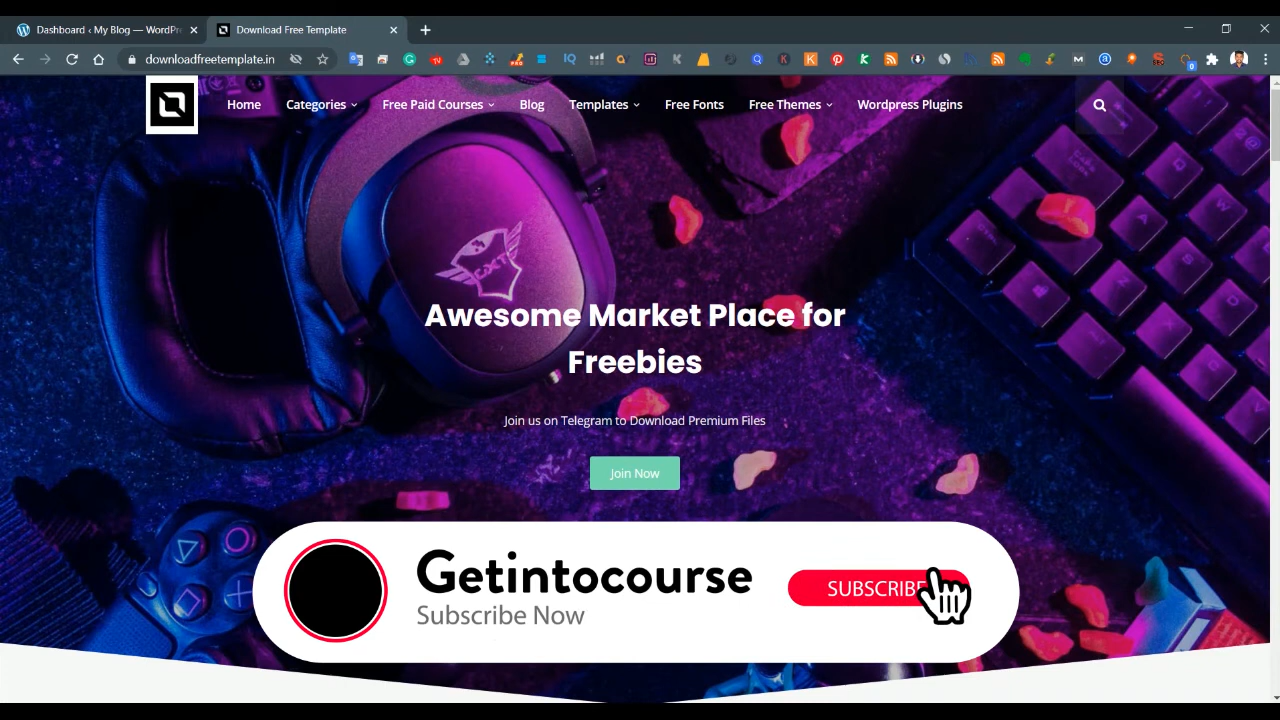 Dashboard ‹ My Blog — WordPr
Download Free Template
downloadfreetemplate.in
Home
Categories
Free Paid Courses
Blog
Templates
Free Fonts
Free Themes
Wordpress Plugins
Awesome Market Place for
Freebies
Join us on Telegram to Download Premium Files
Join Now
Getintocourse
Subscribe Now
SUBSCRIBE